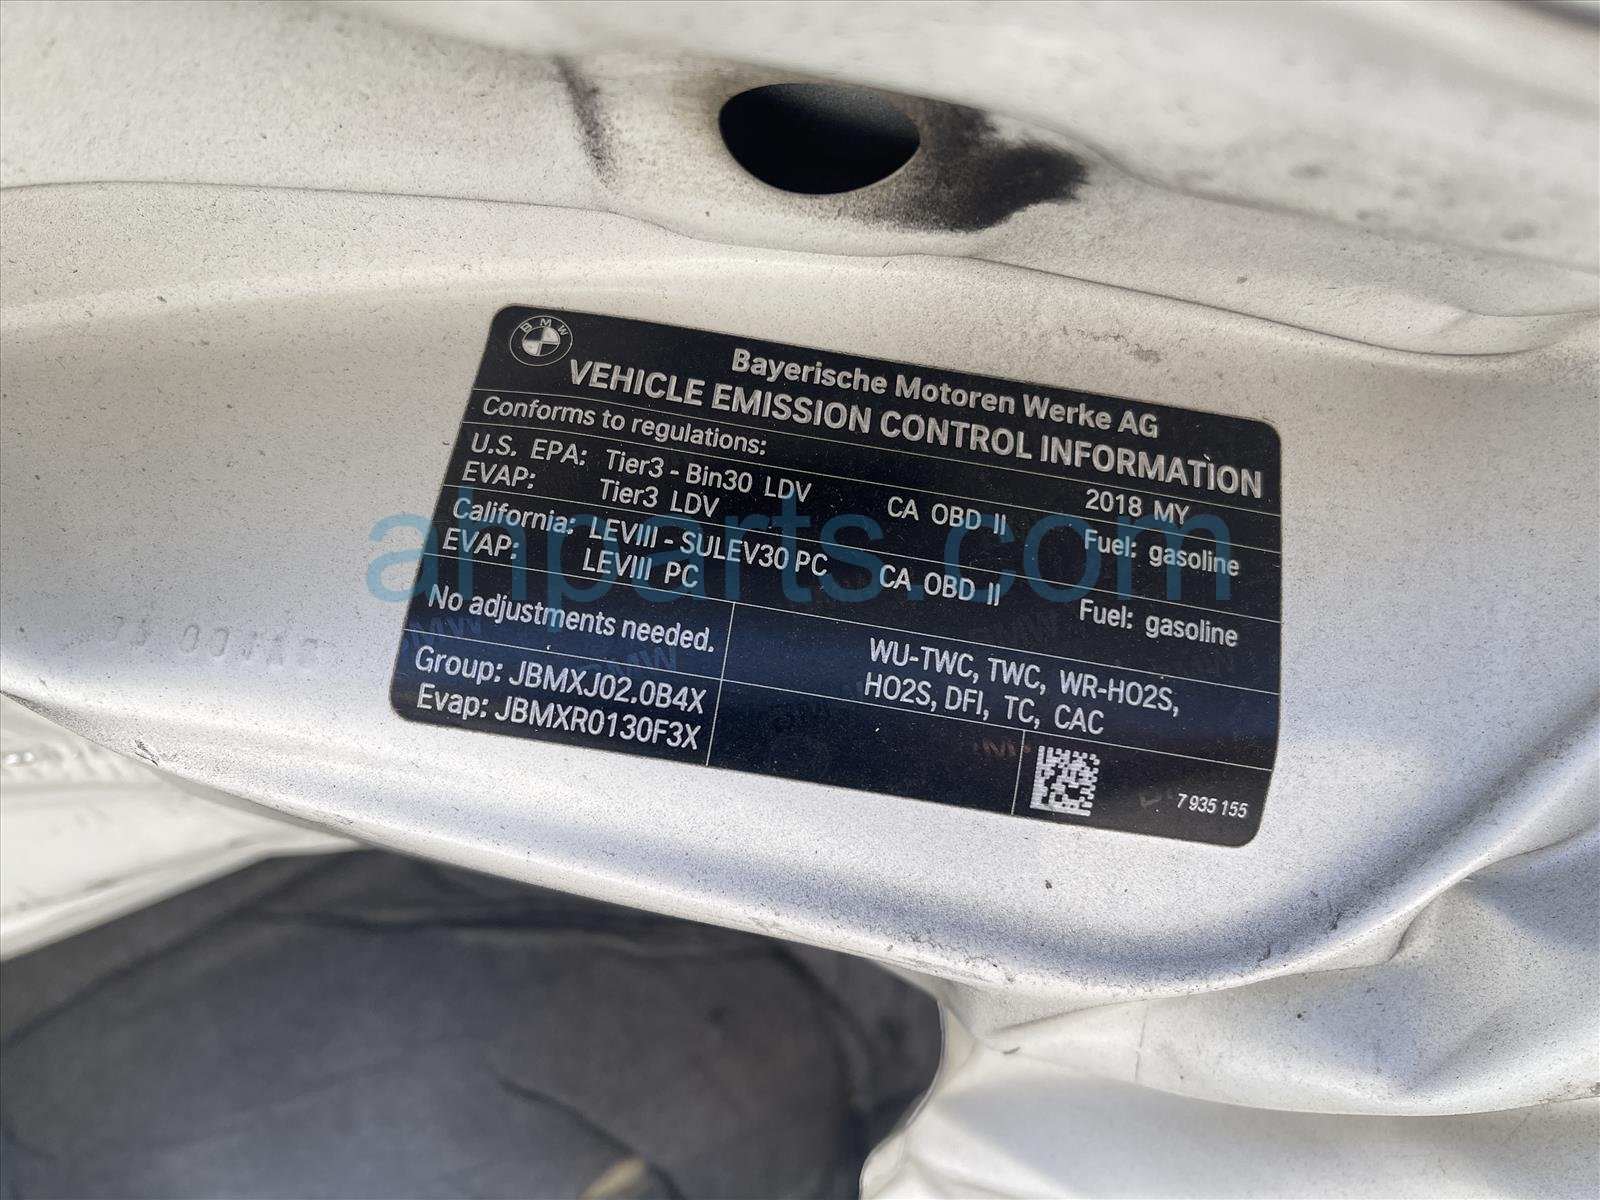 BMW
Bayerische Motoren Werke AG
VEHICLE EMISSION CONTROL INFORMATION
Conforms to regulations:
2018 MY
U.S. EPA: Tier3 - Bin30 LDV CA OBD II Fuel: gasoline
EVAP: Tier3 LDV
California: LEVIII - SULEV30 PC CA OBD II Fuel: gasoline
EVAP: LEVIII PC
No adjustments needed.
WU-TWC, TWC, WR-HO2S,
HO2S, DFI, TC, CAC
Group: JBMXJ02.0B4X
Evap: JBMXR0130F3X
7 935 155
ahparts.com